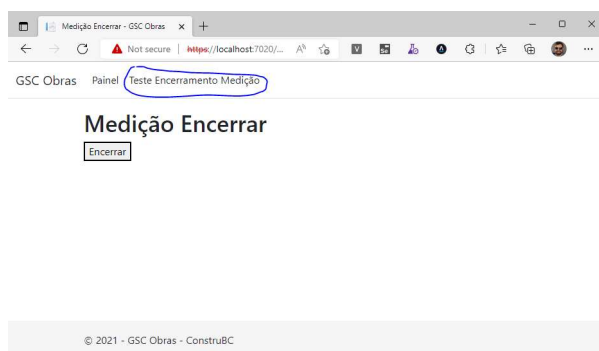 Medição Encerrar - GSC Obras
Not secure | https://localhost:7020/...
GSC Obras Painel Teste Encerramento Medição
Medição Encerrar
Encerrar
© 2021 - GSC Obras - ConstruBC